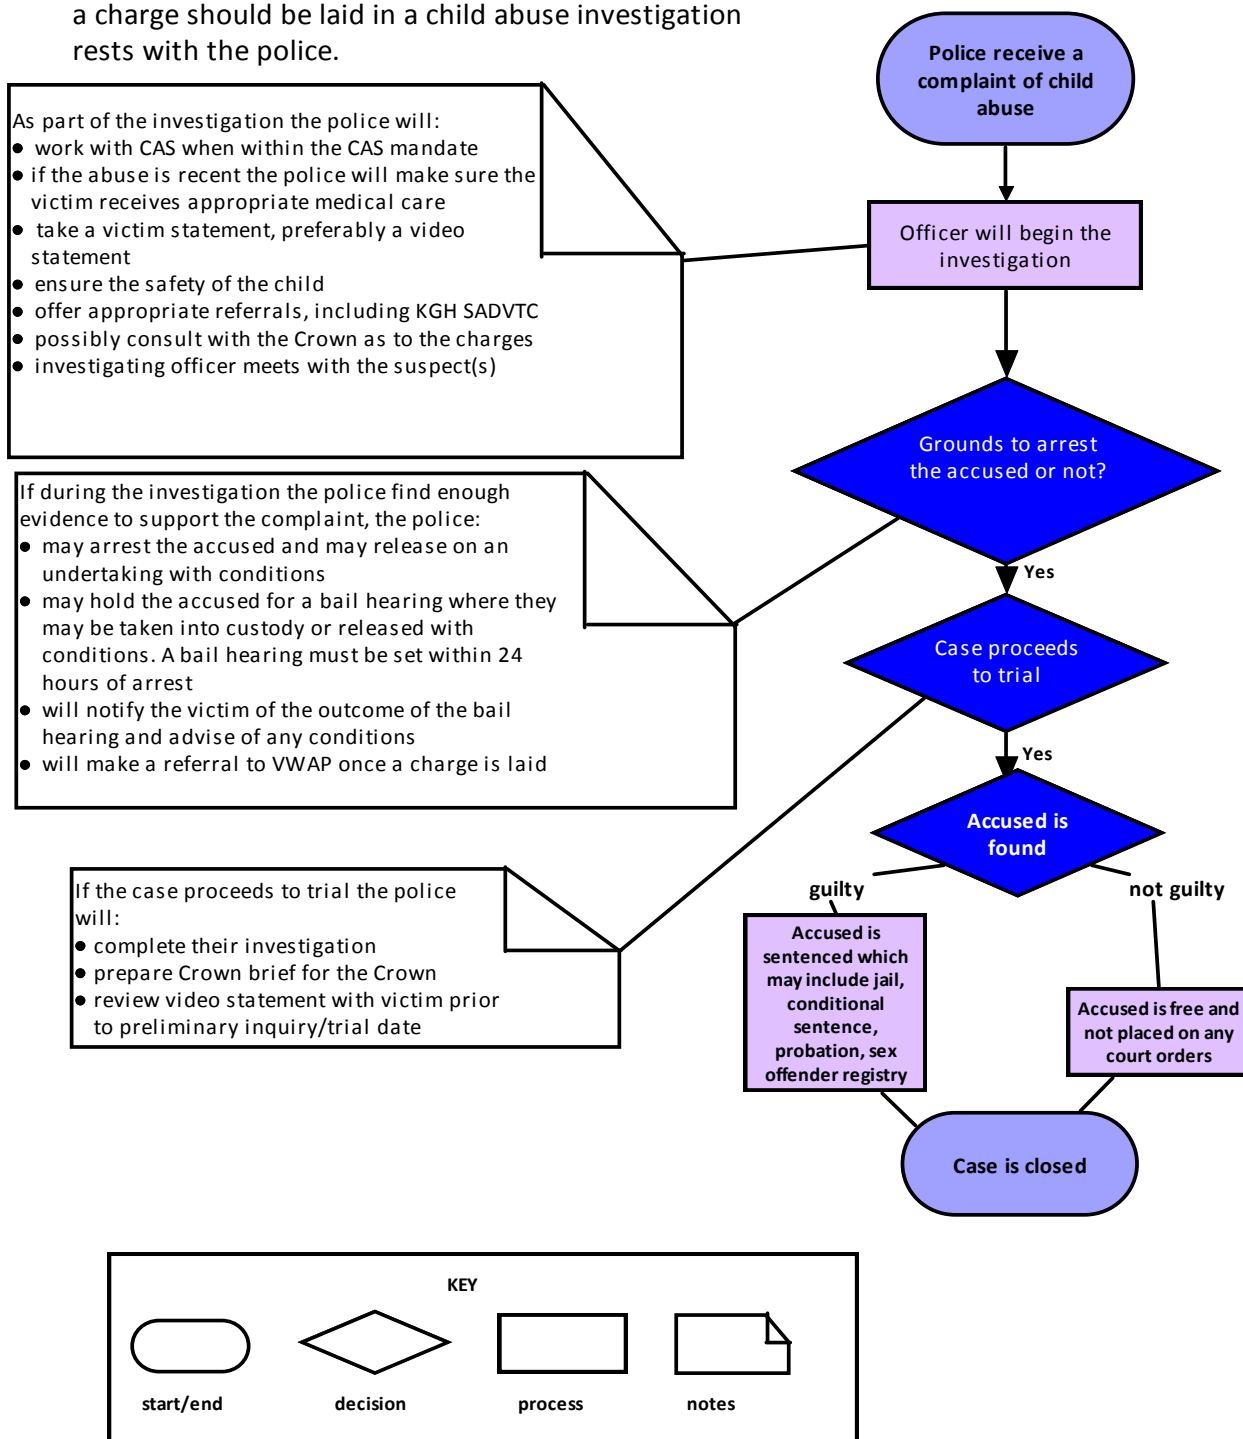 a charge should be laid in a child abuse investigation
rests with the police.
Police receive a
complaint of child
abuse
As part of the investigation the police will:
● work with CAS when within the CAS mandate
● if the abuse is recent the police will make sure the
victim receives appropriate medical care
● take a victim statement, preferably a video
statement
● ensure the safety of the child
● offer appropriate referrals, including KGH SADVTC
● possibly consult with the Crown as to the charges
● investigating officer meets with the suspect(s)
Officer will begin the
investigation
Grounds to arrest
the accused or not?
If during the investigation the police find enough
evidence to support the complaint, the police:
● may arrest the accused and may release on an
undertaking with conditions
● may hold the accused for a bail hearing where they
may be taken into custody or released with
conditions. A bail hearing must be set within 24
hours of arrest
● will notify the victim of the outcome of the bail
hearing and advise of any conditions
● will make a referral to VWAP once a charge is laid
Yes
Case proceeds
to trial
Yes
Accused is
found
If the case proceeds to trial the police
will:
● complete their investigation
● prepare Crown brief for the Crown
● review video statement with victim prior
to preliminary inquiry/trial date
guilty
not guilty
Accused is
sentenced which
may include jail,
conditional
sentence,
probation, sex
offender registry
Accused is free and
not placed on any
court orders
Case is closed
KEY
start/end
decision
process
notes